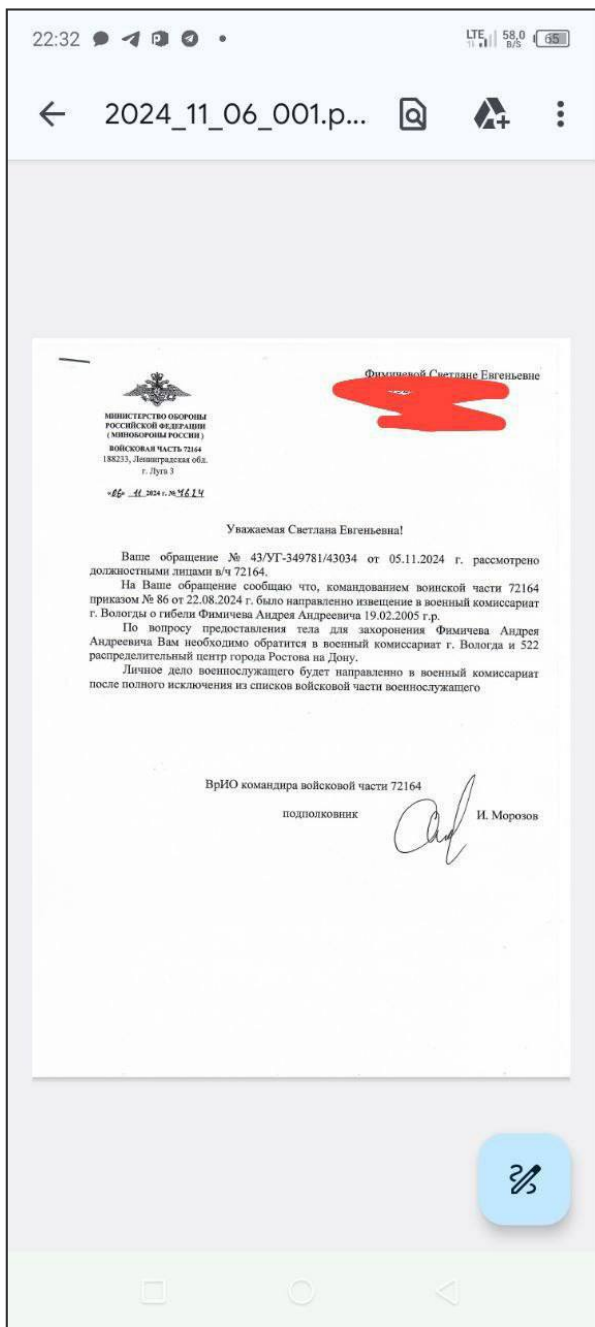 22:32
LTE 58,0 B/S 65
2024_11_06_001.p...
Фимичевой Светлане Евгеньевне
МИНИСТЕРСТВО ОБОРОНЫ
РОССИЙСКОЙ ФЕДЕРАЦИИ
( МИНОБОРОНЫ РОССИИ )
ВОЙСКОВАЯ ЧАСТЬ 72164
188233, Ленинградская обл.
г. Луга 3
«06» 11 2024 г. № 4624
Уважаемая Светлана Евгеньевна!
Ваше обращение № 43/УГ-349781/43034 от 05.11.2024 г. рассмотрено
должностными лицами в/ч 72164.
На Ваше обращение сообщаю что, командованием воинской части 72164
приказом № 86 от 22.08.2024 г. было направленно извещение в военный комиссариат
г. Вологды о гибели Фимичева Андрея Андреевича 19.02.2005 г.р.
По вопросу предоставления тела для захоронения Фимичева Андрея
Андреевича Вам необходимо обратится в военный комиссариат г. Вологда и 522
распределительный центр города Ростова на Дону.
Личное дело военнослужащего будет направленно в военный комиссариат
после полного исключения из списков войсковой части военнослужащего
ВрИО командира войсковой части 72164
подполковник И. Морозов